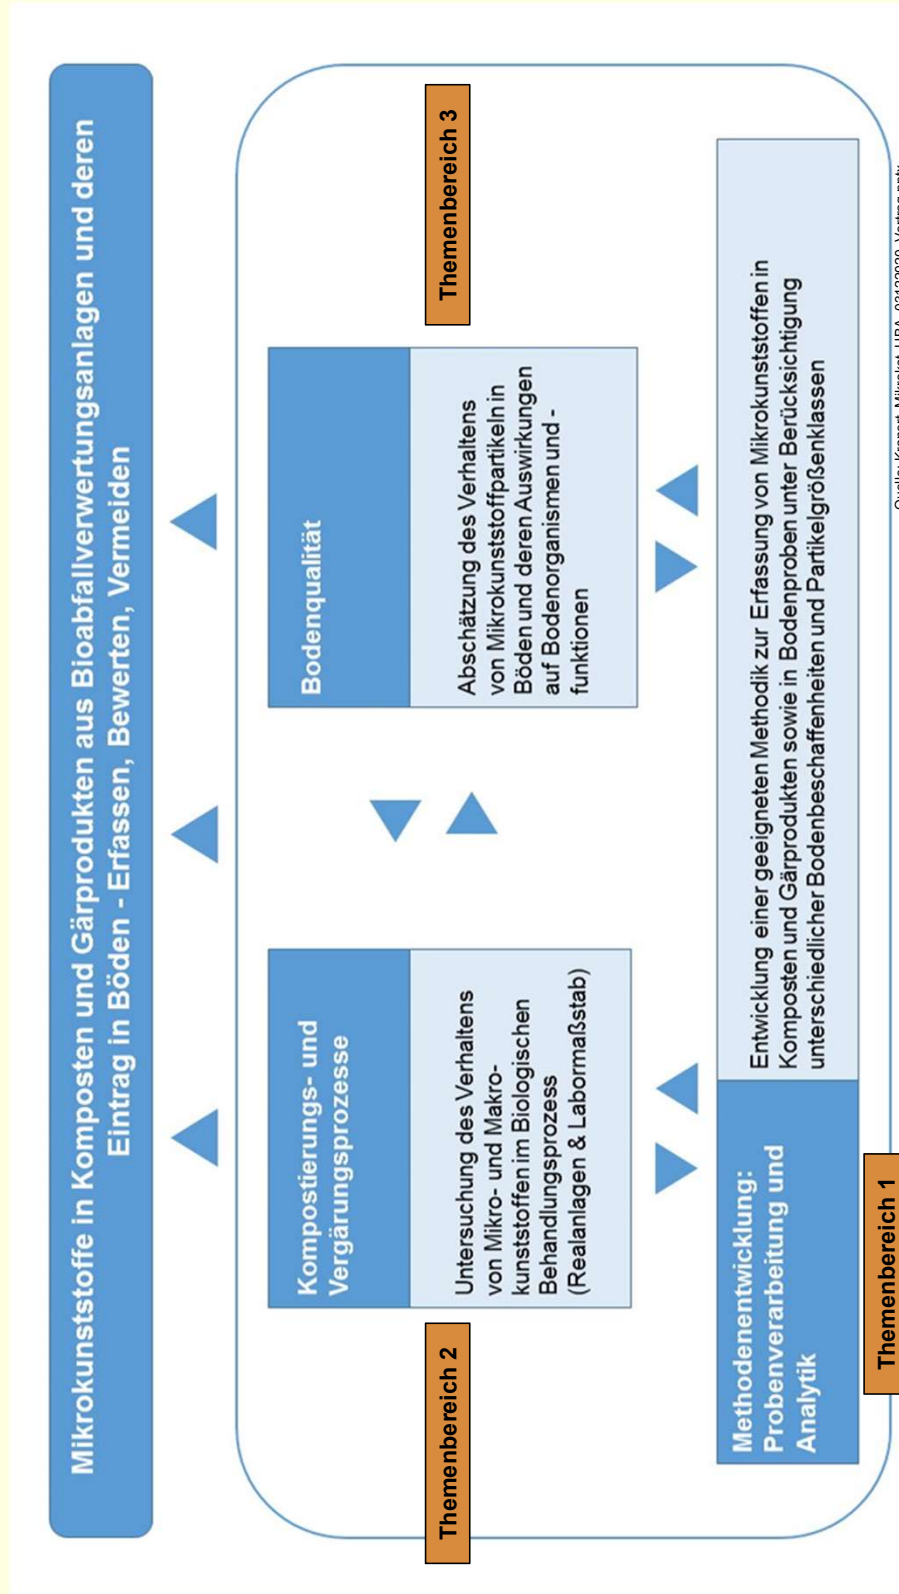 Mikrokunststoffe in Komposten und Gärprodukten aus Bioabfallverwertungsanlagen und deren
Eintrag in Böden - Erfassen, Bewerten, Vermeiden
Themenbereich 2
Kompostierungs- und
Vergärungsprozesse
Untersuchung des Verhaltens
von Mikro- und Makro-
kunststoffen im Biologischen
Behandlungsprozess
(Realanlagen & Labormaßstab)
Bodenqualität
Abschätzung des Verhaltens
von Mikrokunststoffpartikeln in
Böden und deren Auswirkungen
auf Bodenorganismen und -
funktionen
Themenbereich 3
Methodenentwicklung:
Probenverarbeitung und
Analytik
Entwicklung einer geeigneten Methodik zur Erfassung von Mikrokunststoffen in
Komposten und Gärprodukten sowie in Bodenproben unter Berücksichtigung
unterschiedlicher Bodenbeschaffenheiten und Partikelgrößenklassen
Themenbereich 1